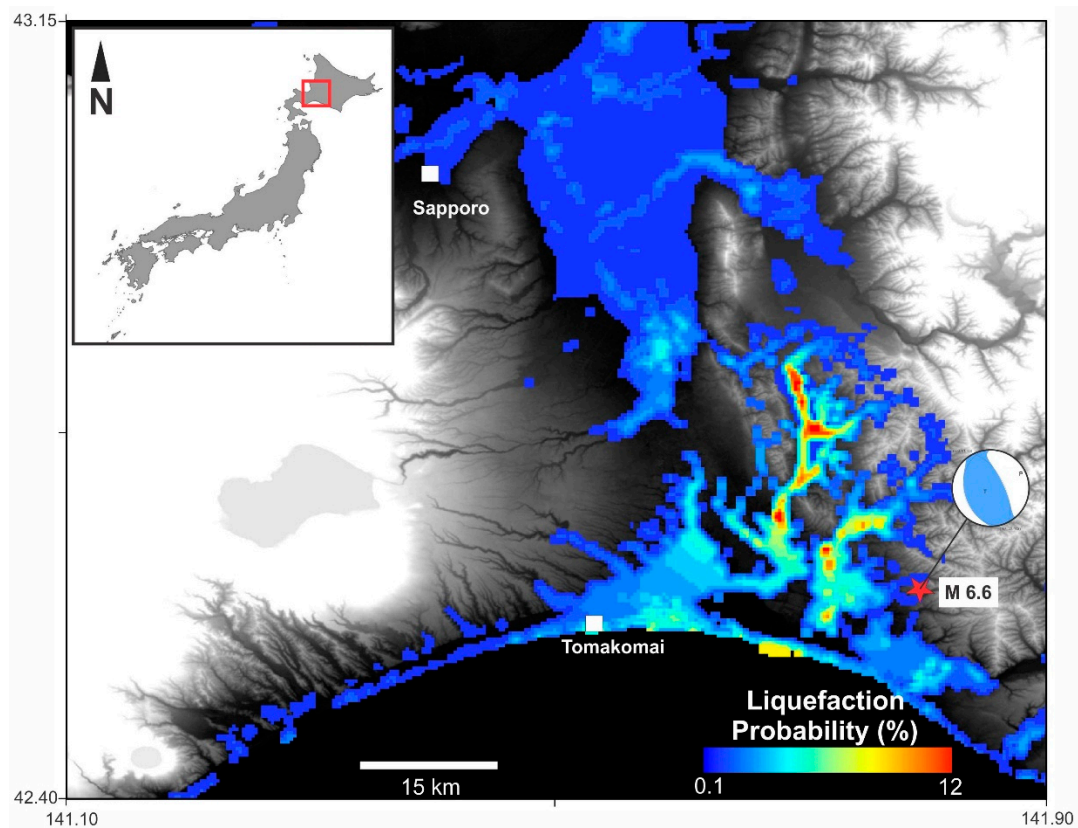 43.15
N
Sapporo
M 6.6
Tomakomai
Liquefaction
Probability (%)
15 km
0.1
12
42.40
141.10
141.90